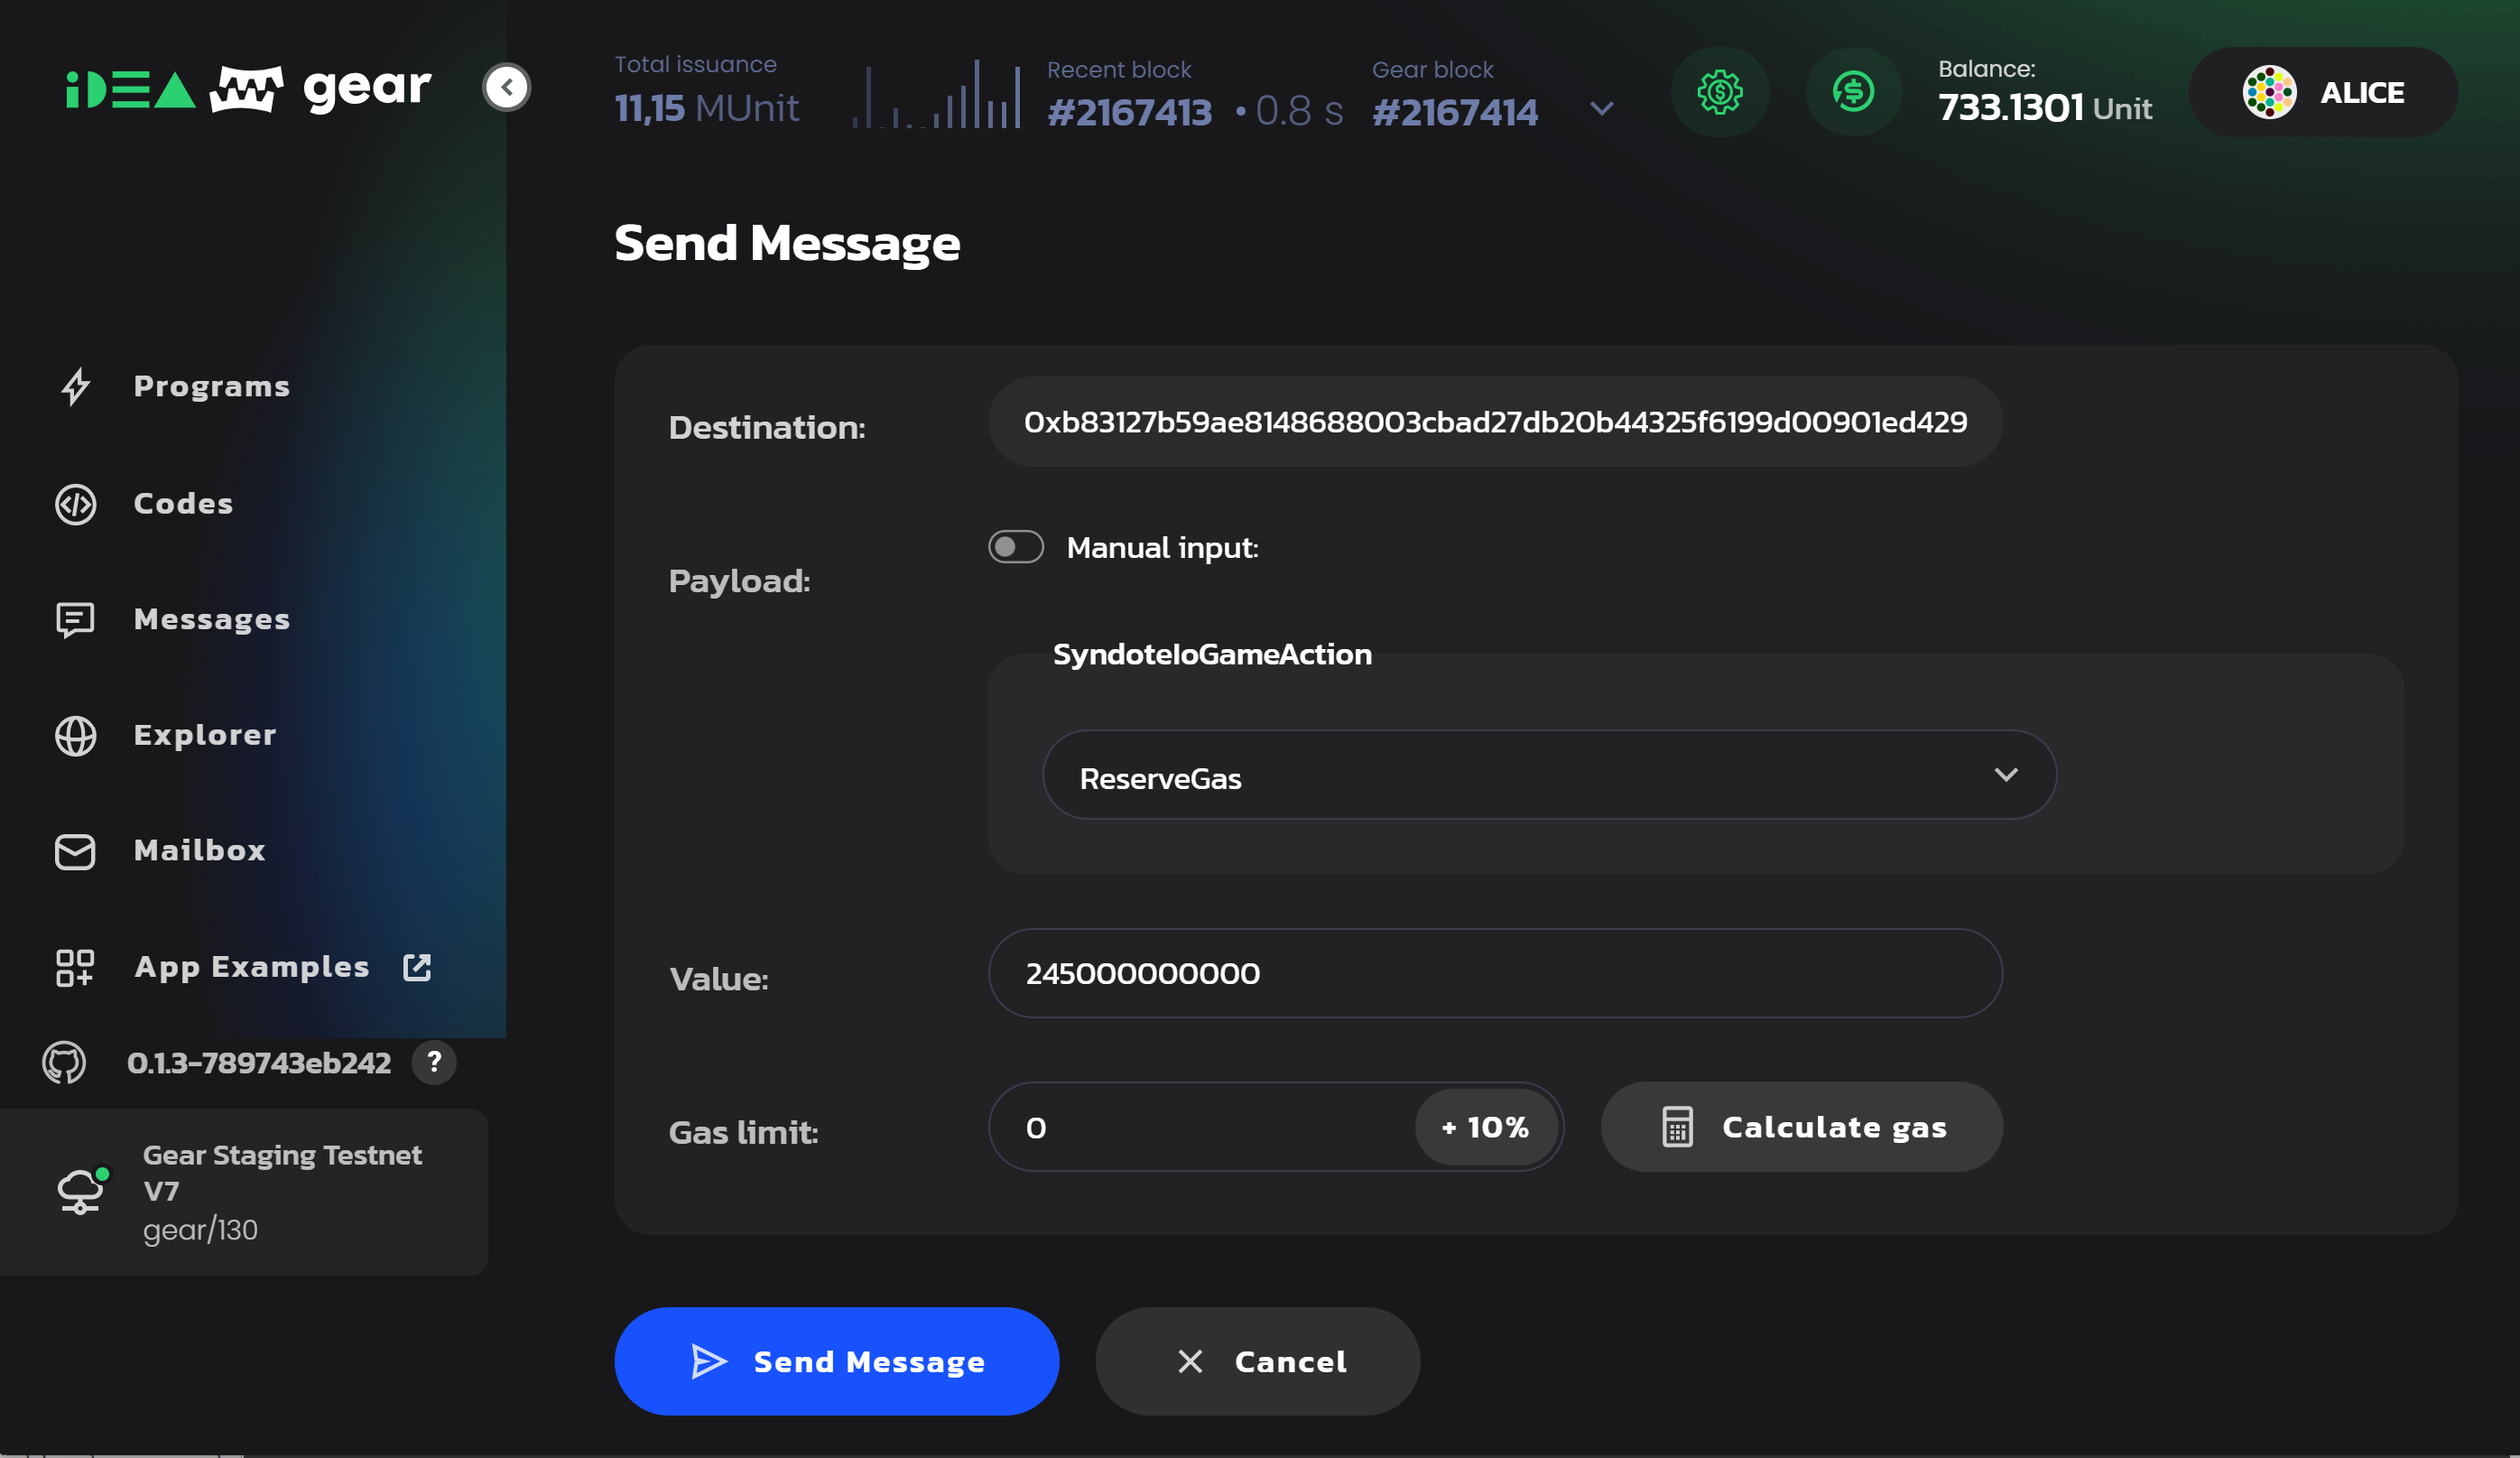 iDEA gear
Total issuance
11,15 MUnit
Recent block
#2167413 • 0.8 s
Gear block
#2167414
Balance:
733.1301 Unit
ALICE
Programs
Codes
Messages
Explorer
Mailbox
App Examples
0.1.3-789743eb242 ?
Gear Staging Testnet
V7
gear/130
Send Message
Destination:
0xb83127b59ae8148688003cbad27db20b44325f6199d00901ed429
Payload:
Manual input:
SyndoteIoGameAction
ReserveGas
Value:
245000000000
Gas limit:
0
+ 10%
Calculate gas
Send Message
Cancel